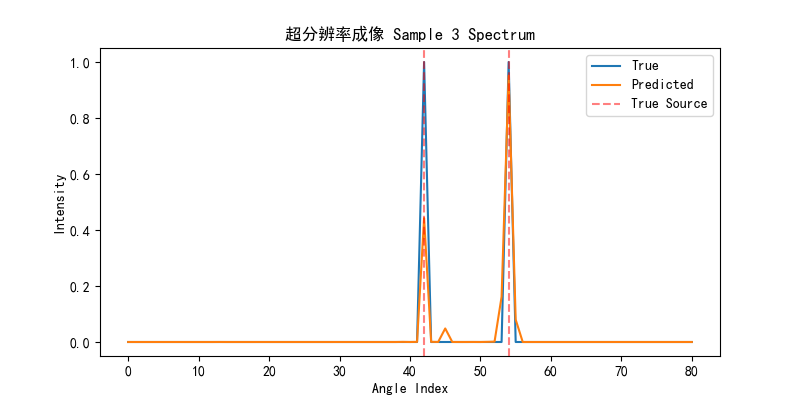 超分辨率成像 Sample 3 Spectrum
True
Predicted
True Source
Intensity
1.0
0.8
0.6
0.4
0.2
0.0
0 10 20 30 40 50 60 70 80
Angle Index